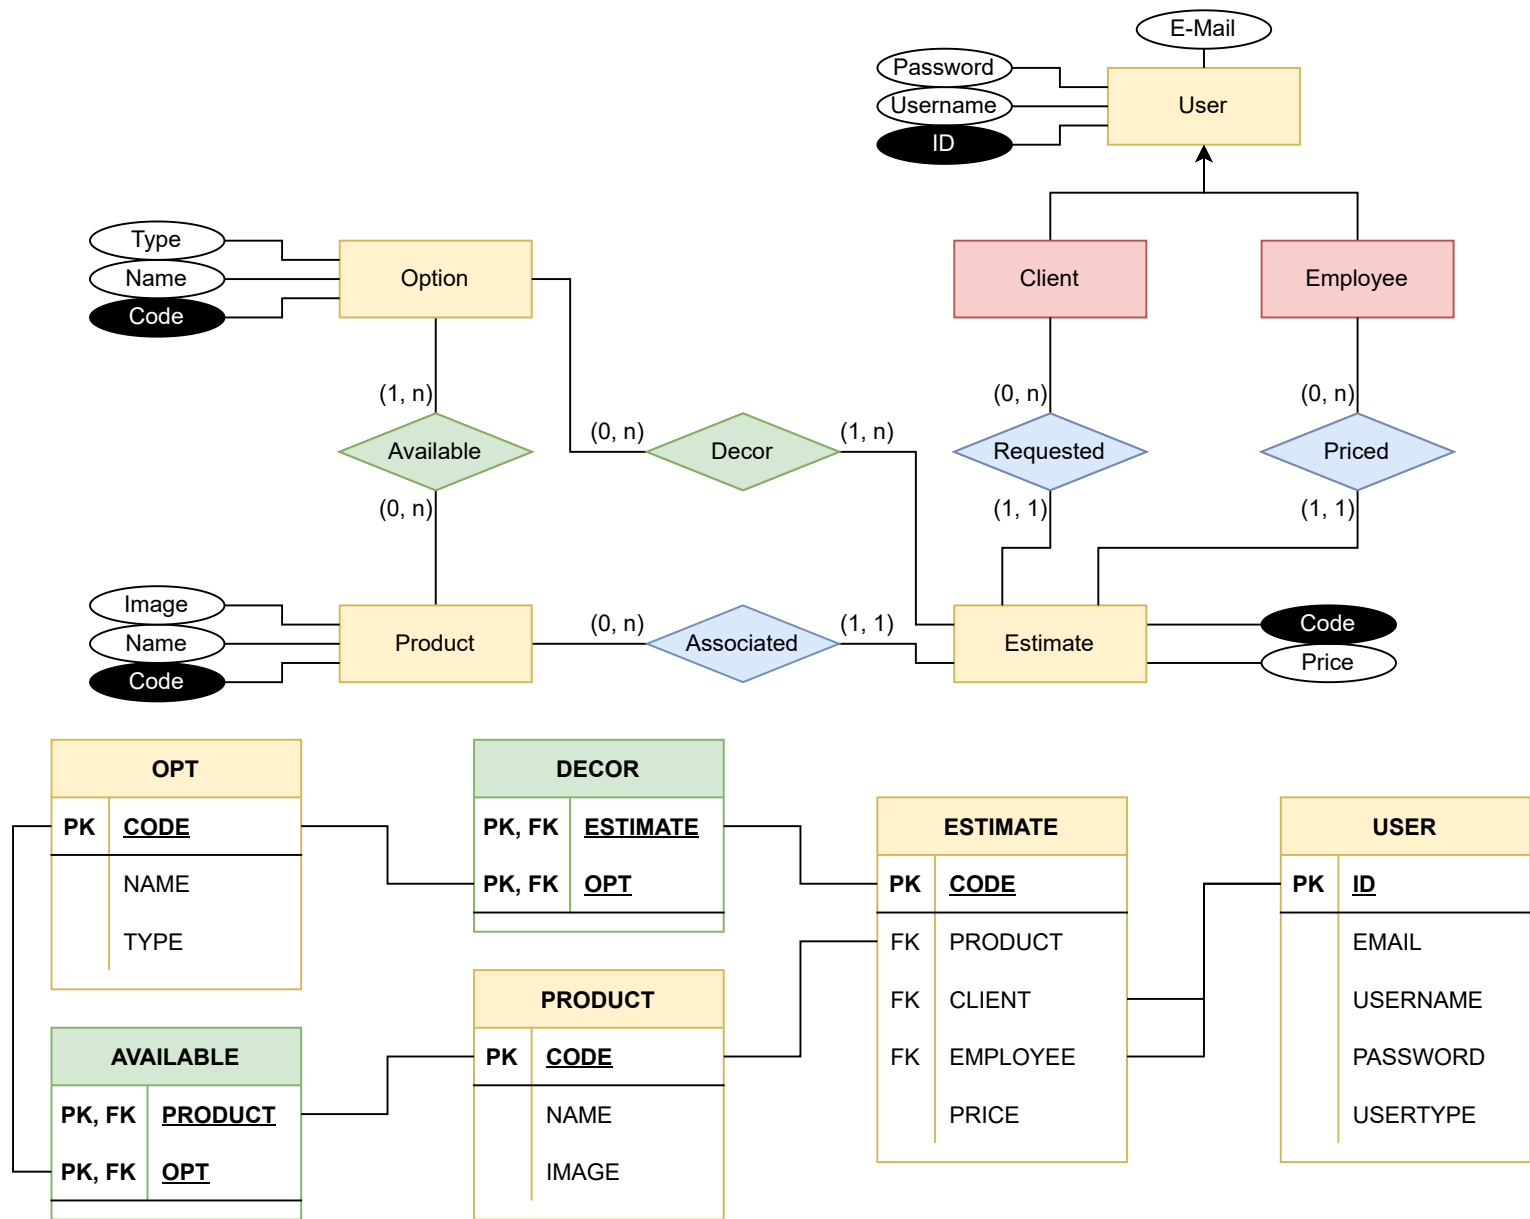 E-Mail
Password
Username
ID
User
Type
Name
Code
Option
Client
Employee
(1, n)
(0, n)
(1, n)
(0, n)
(0, n)
Available
Decor
Requested
Priced
(0, n)
(1, 1)
(1, 1)
Image
Name
Code
Product
(0, n)
Associated
(1, 1)
Estimate
Code
Price
OPT
PK CODE
NAME
TYPE
DECOR
PK, FK ESTIMATE
PK, FK OPT
ESTIMATE
PK CODE
FK PRODUCT
FK CLIENT
FK EMPLOYEE
PRICE
USER
PK ID
EMAIL
USERNAME
PASSWORD
USERTYPE
AVAILABLE
PK, FK PRODUCT
PK, FK OPT
PRODUCT
PK CODE
NAME
IMAGE